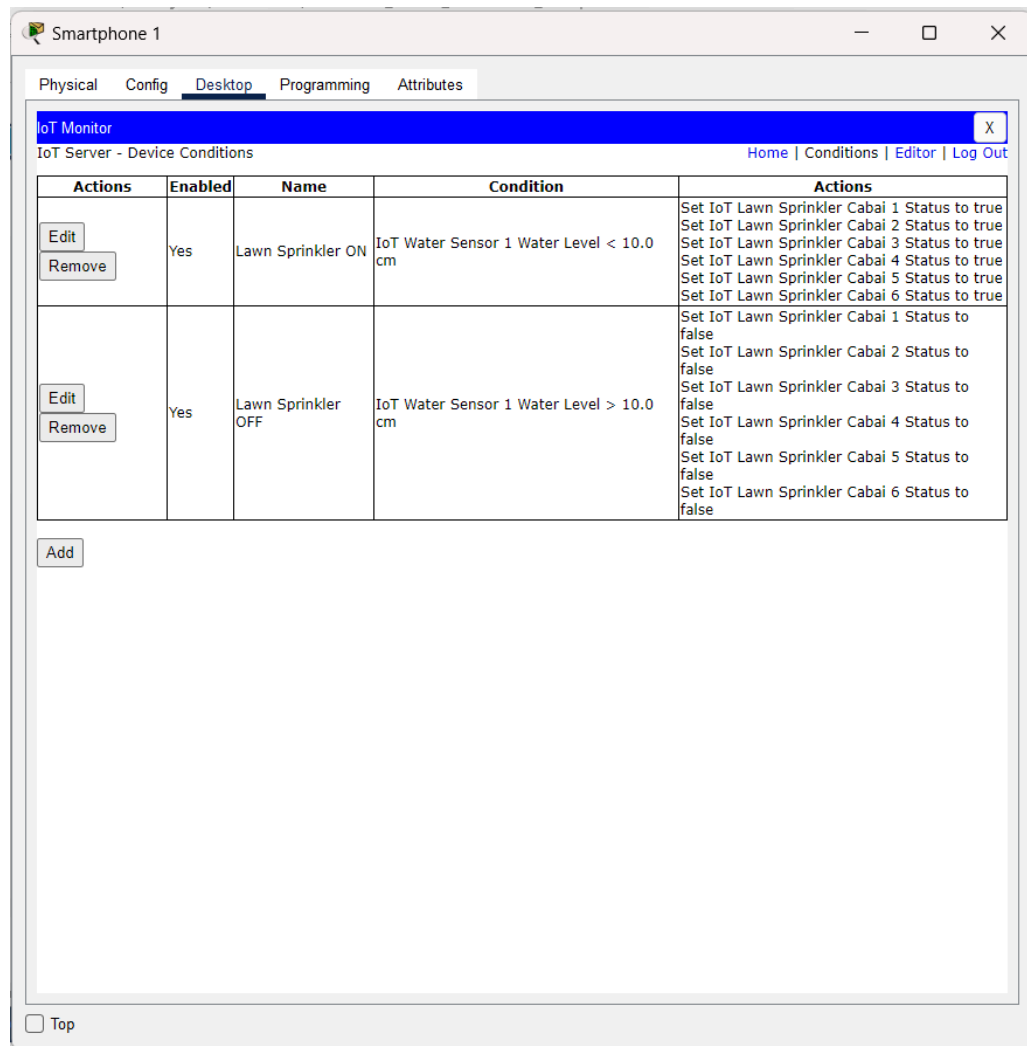 Smartphone 1
Physical Config Desktop Programming Attributes
IoT Monitor X
IoT Server - Device Conditions Home | Conditions | Editor | Log Out
Actions Enabled Name Condition Actions
Edit
Remove
Yes
Lawn Sprinkler ON
IoT Water Sensor 1 Water Level < 10.0
cm
Set IoT Lawn Sprinkler Cabai 1 Status to true
Set IoT Lawn Sprinkler Cabai 2 Status to true
Set IoT Lawn Sprinkler Cabai 3 Status to true
Set IoT Lawn Sprinkler Cabai 4 Status to true
Set IoT Lawn Sprinkler Cabai 5 Status to true
Set IoT Lawn Sprinkler Cabai 6 Status to true
Edit
Remove
Yes
Lawn Sprinkler
OFF
IoT Water Sensor 1 Water Level > 10.0
cm
Set IoT Lawn Sprinkler Cabai 1 Status to
false
Set IoT Lawn Sprinkler Cabai 2 Status to
false
Set IoT Lawn Sprinkler Cabai 3 Status to
false
Set IoT Lawn Sprinkler Cabai 4 Status to
false
Set IoT Lawn Sprinkler Cabai 5 Status to
false
Set IoT Lawn Sprinkler Cabai 6 Status to
false
Add
Top